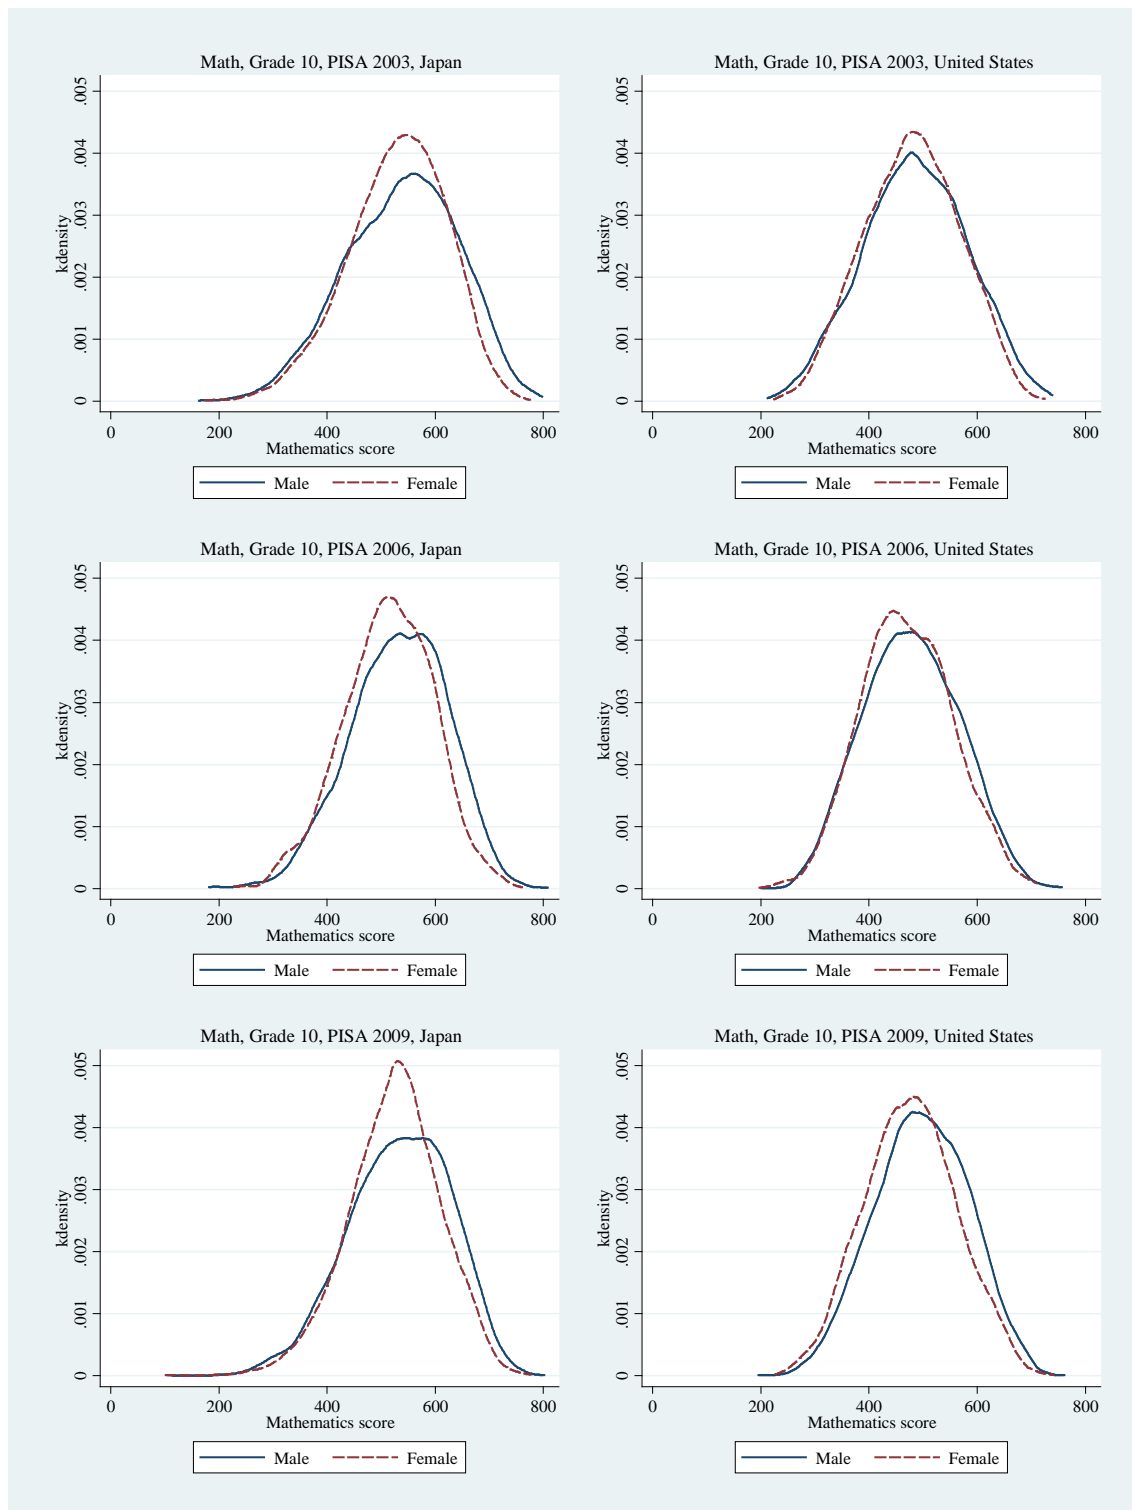 Math, Grade 10, PISA 2003, Japan
kdensity
.005
.004
.003
.002
.001
0
0 200 400 600 800
Mathematics score
Male Female
Math, Grade 10, PISA 2003, United States
kdensity
.005
.004
.003
.002
.001
0
0 200 400 600 800
Mathematics score
Male Female
Math, Grade 10, PISA 2006, Japan
kdensity
.005
.004
.003
.002
.001
0
0 200 400 600 800
Mathematics score
Male Female
Math, Grade 10, PISA 2006, United States
kdensity
.005
.004
.003
.002
.001
0
0 200 400 600 800
Mathematics score
Male Female
Math, Grade 10, PISA 2009, Japan
kdensity
.005
.004
.003
.002
.001
0
0 200 400 600 800
Mathematics score
Male Female
Math, Grade 10, PISA 2009, United States
kdensity
.005
.004
.003
.002
.001
0
0 200 400 600 800
Mathematics score
Male Female